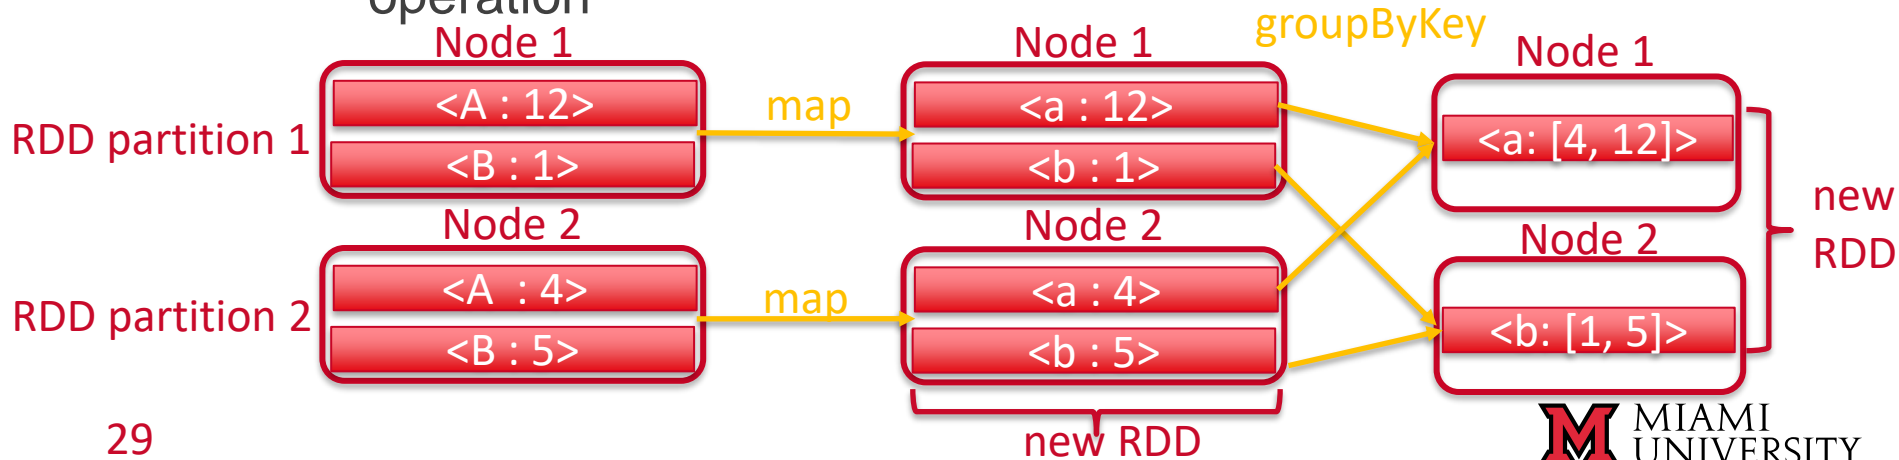 operation
groupByKey
Node 1
Node 1
Node 1
RDD partition 1
<A : 12>
<B : 1>
map
<a : 12>
<b : 1>
<a: [4, 12]>
Node 2
Node 2
Node 2
RDD partition 2
<A : 4>
<B : 5>
map
<a : 4>
<b : 5>
<b: [1, 5]>
new
RDD
new RDD
29
MIAMI
UNIVERSITY